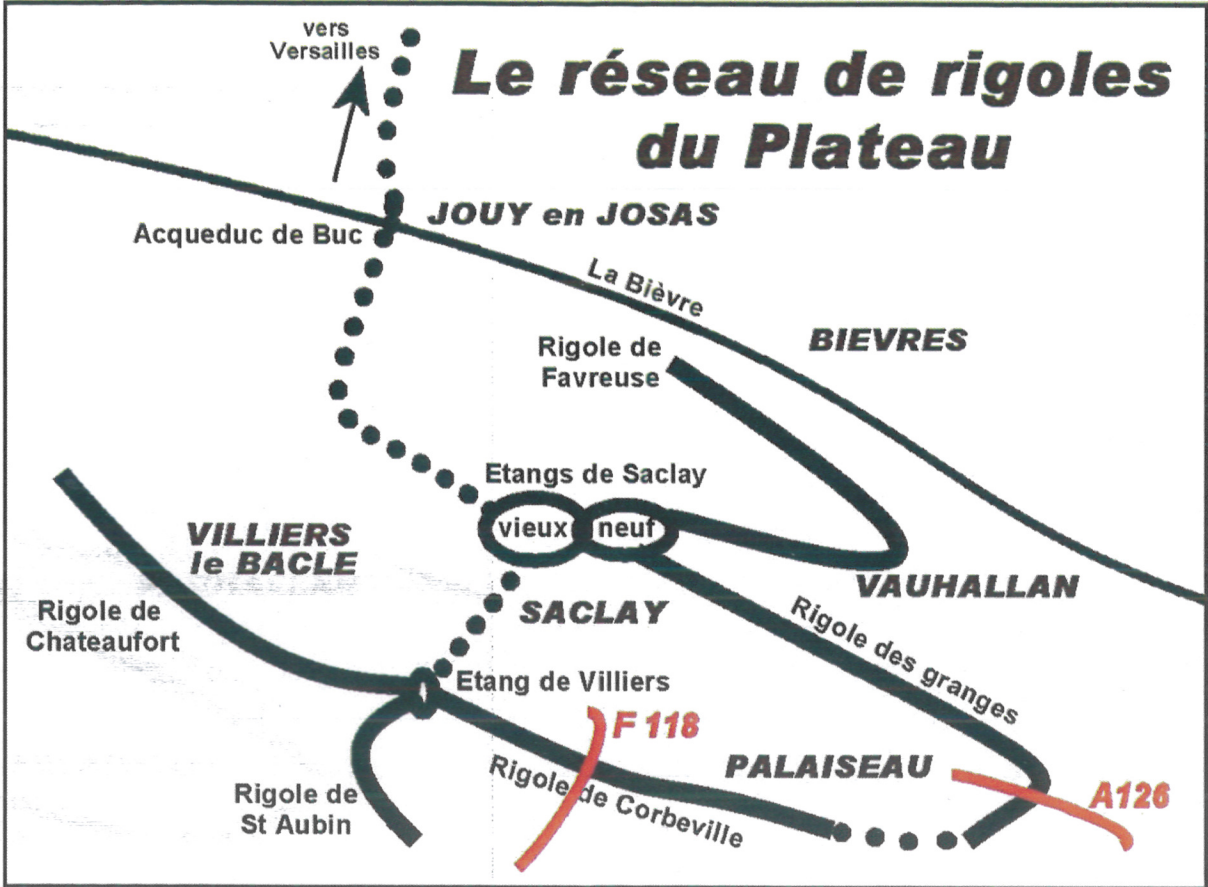 vers
Versailles
Le réseau de rigoles
du Plateau
JOUY en JOSAS
Acqueduc de Buc
La Bièvre
BIEVRES
Rigole de
Favreuse
Etangs de Saclay
vieux
neuf
VILLIERS
le BACLE
VAUHALLAN
Rigole de
Chateaufort
SACLAY
Rigole des granges
Etang de Villiers
F 118
PALAISEAU
Rigole de Corbeville
A126
Rigole de
St Aubin